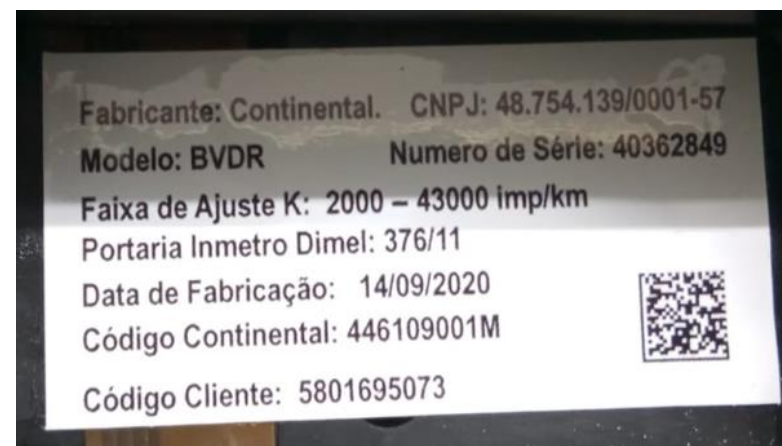 Fabricante: Continental. CNPJ: 48.754.139/0001-57
Modelo: BVDR Numero de Série: 40362849
Faixa de Ajuste K: 2000 – 43000 imp/km
Portaria Inmetro Dimel: 376/11
Data de Fabricação: 14/09/2020
Código Continental: 446109001M
Código Cliente: 5801695073